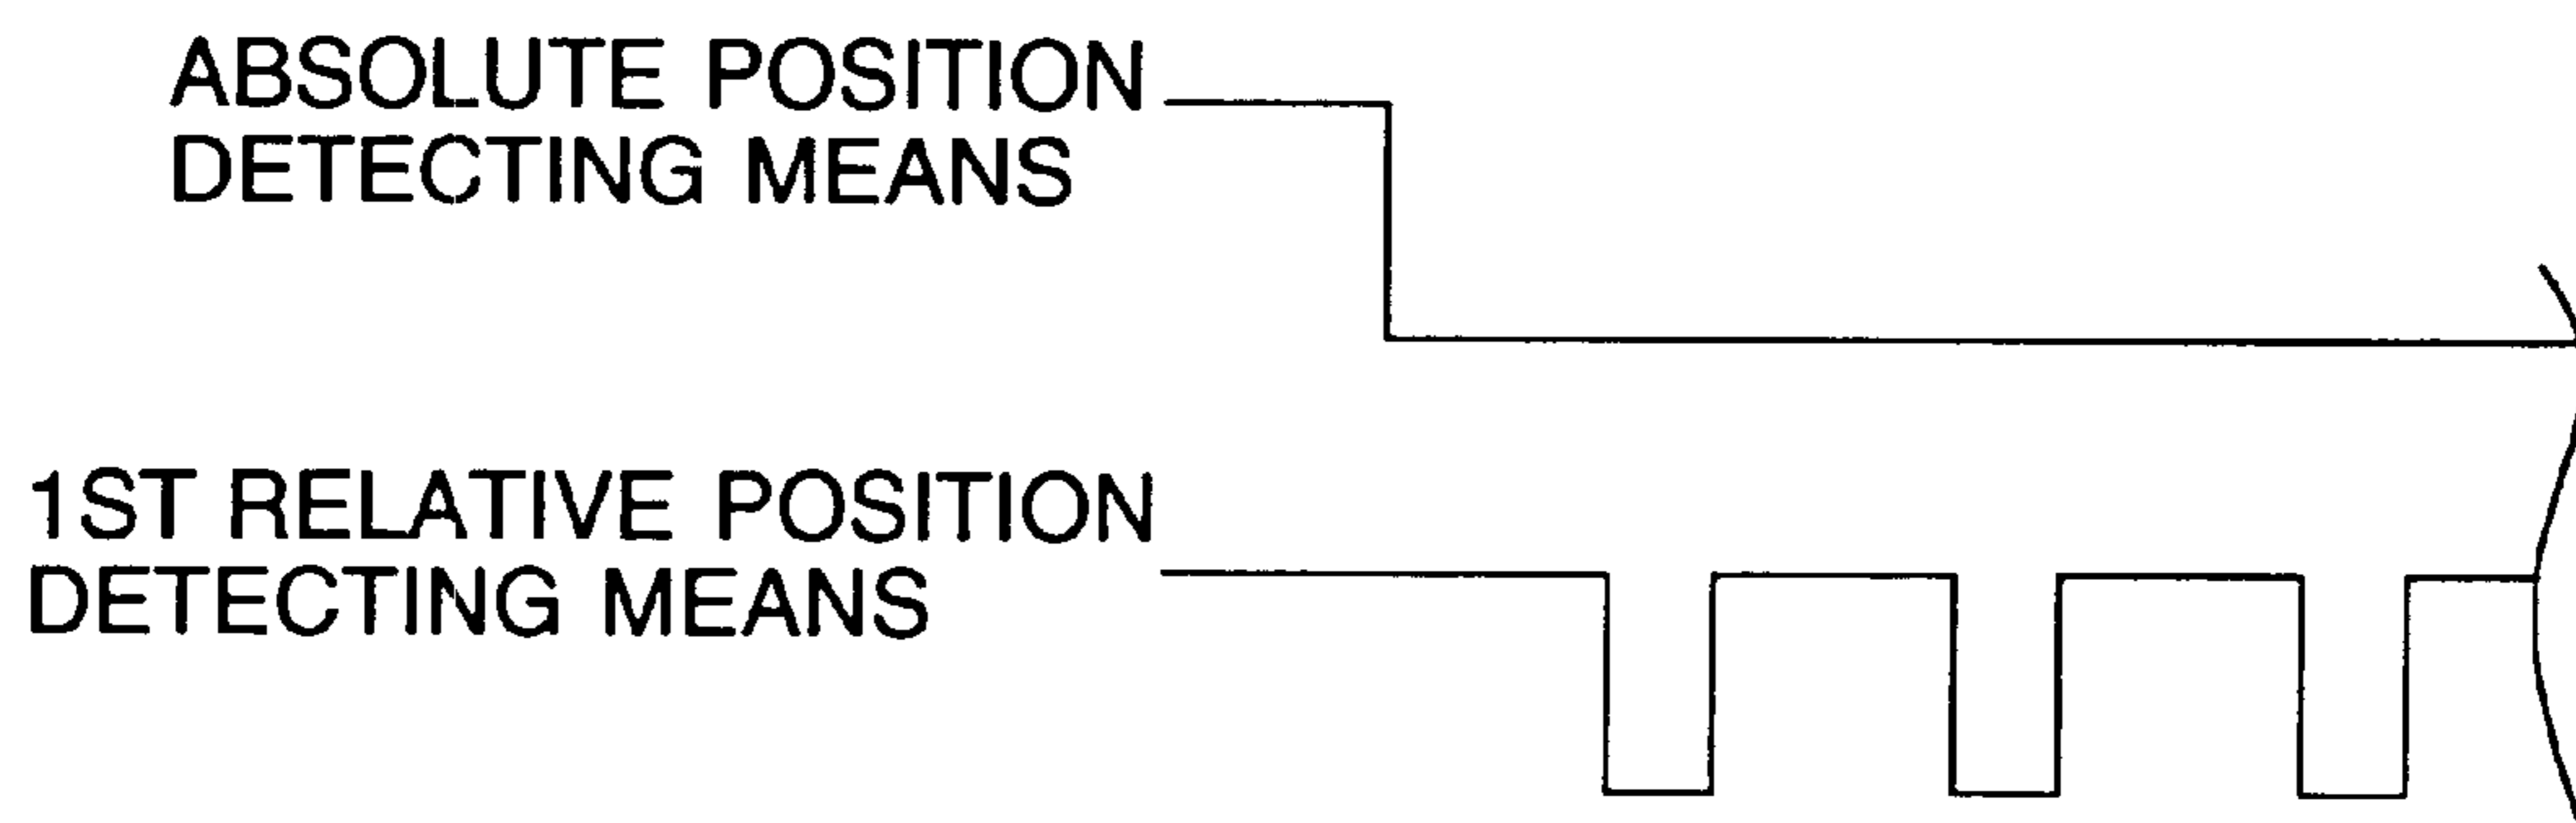 ABSOLUTE POSITION
DETECTING MEANS
1ST RELATIVE POSITION
DETECTING MEANS